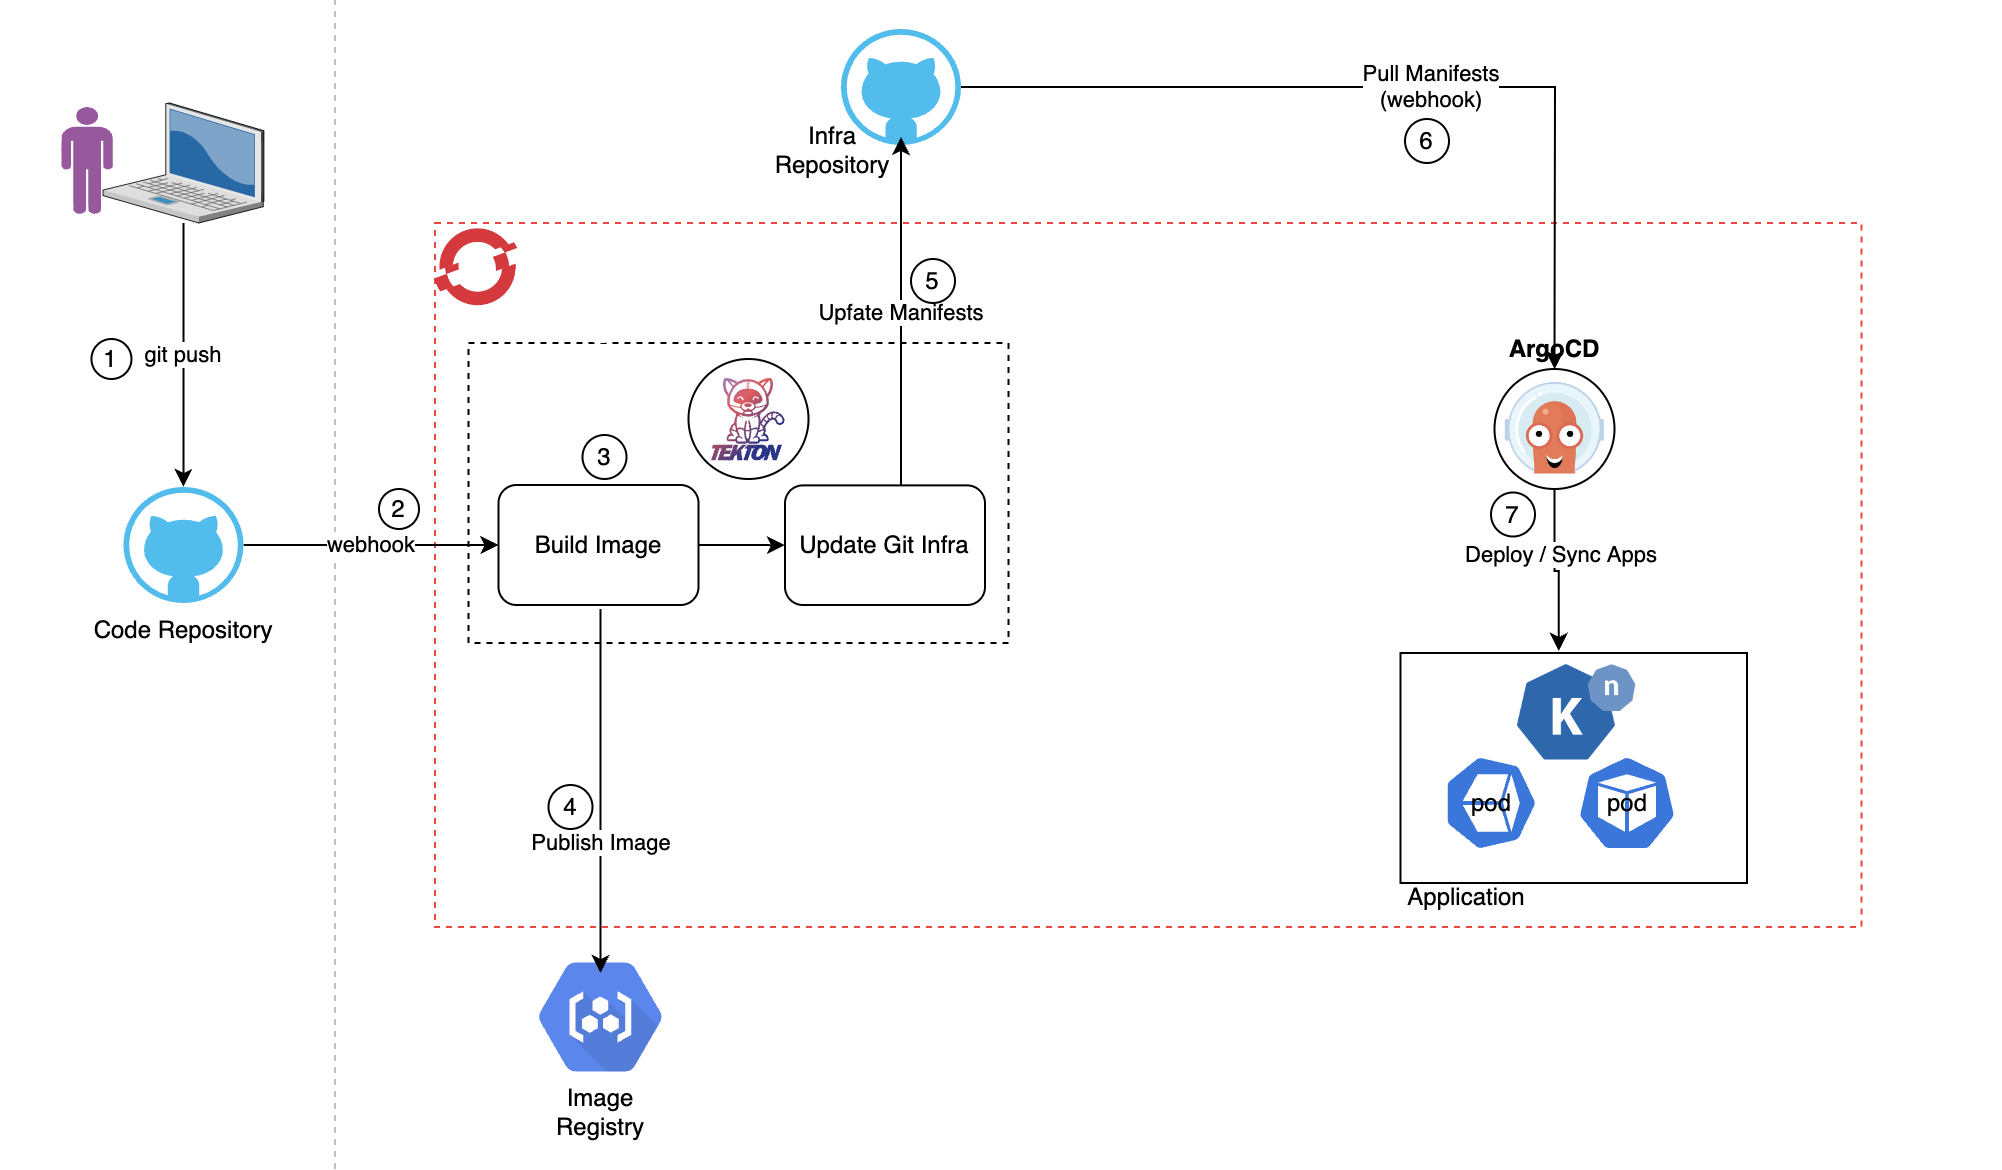 Pull Manifests
(webhook)
6
Infra
Repository
5
Upfate Manifests
1
git push
ArgoCD
TEKTON
3
2
webhook
Build Image
Update Git Infra
7
Deploy / Sync Apps
Code Repository
K
n
pod
pod
4
Publish Image
Application
Image
Registry